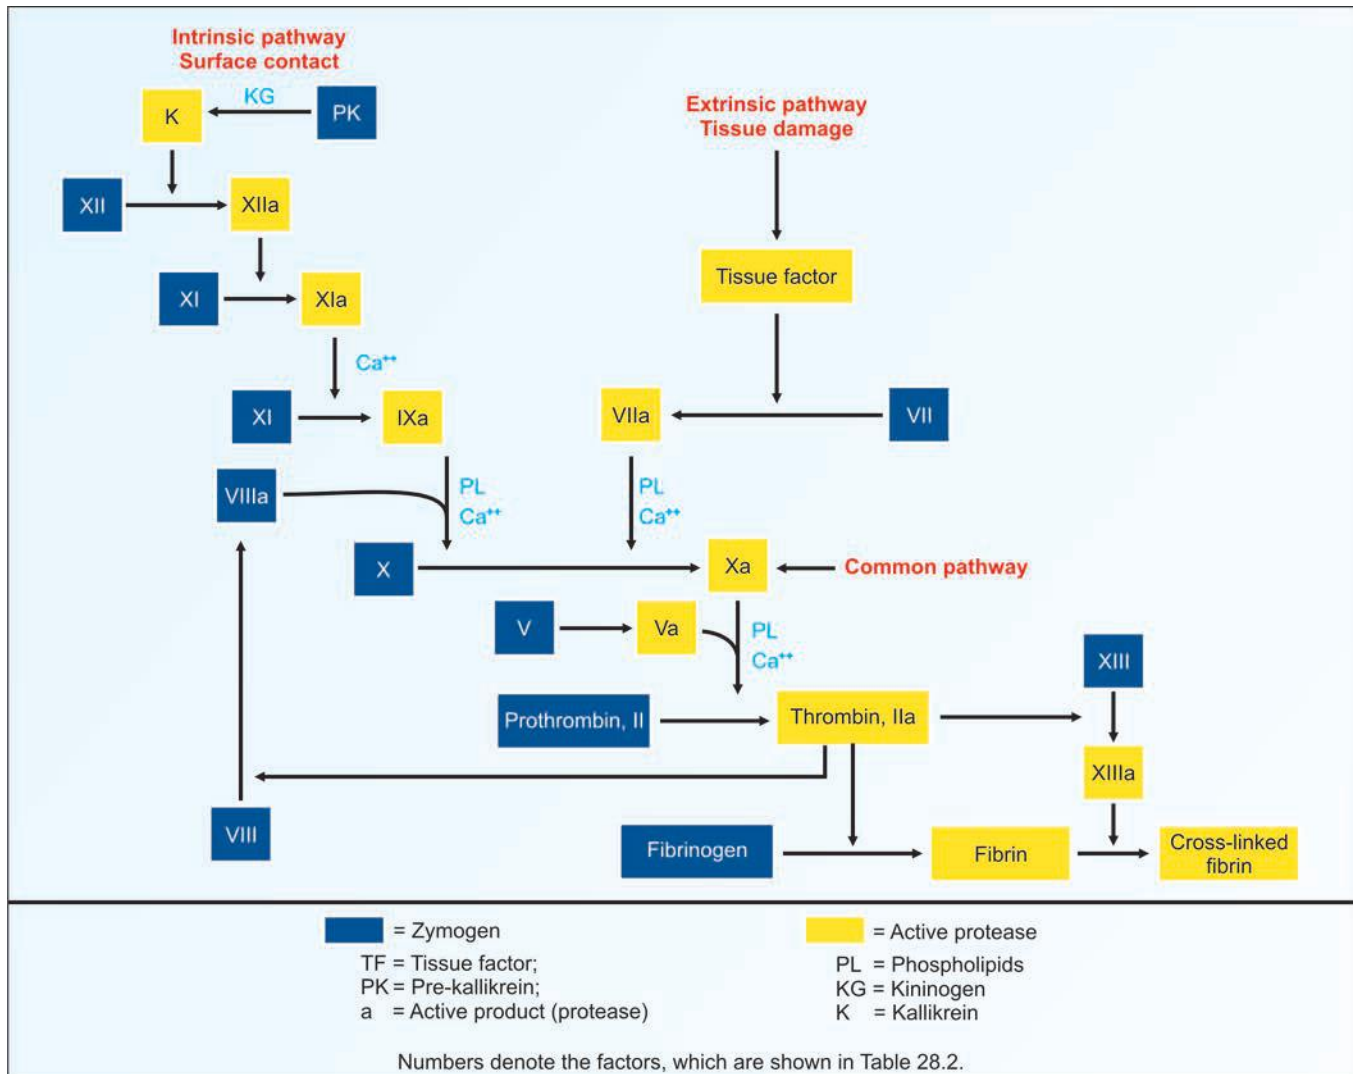 Intrinsic pathway
Surface contact
KG
K
PK
Extrinsic pathway
Tissue damage
XII
XIIa
Tissue factor
XI
XIa
Ca⁺⁺
XI
IXa
VIIa
VII
VIIIa
PL
Ca⁺⁺
PL
Ca⁺⁺
X
Xa
Common pathway
V
Va
PL
Ca⁺⁺
XIII
Prothrombin, II
Thrombin, IIa
XIIIa
VIII
Fibrinogen
Fibrin
Cross-linked
fibrin
= Zymogen
TF = Tissue factor;
PK = Pre-kallikrein;
a = Active product (protease)
= Active protease
PL = Phospholipids
KG = Kininogen
K = Kallikrein
Numbers denote the factors, which are shown in Table 28.2.